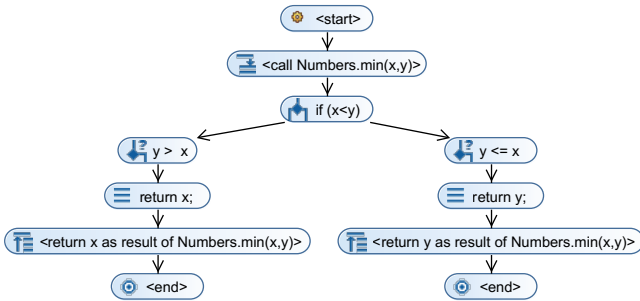 <start>
<call Numbers.min(x,y)>
if (x<y)
y > x
y <= x
return x;
return y;
<return x as result of Numbers.min(x,y)>
<return y as result of Numbers.min(x,y)>
<end>
<end>